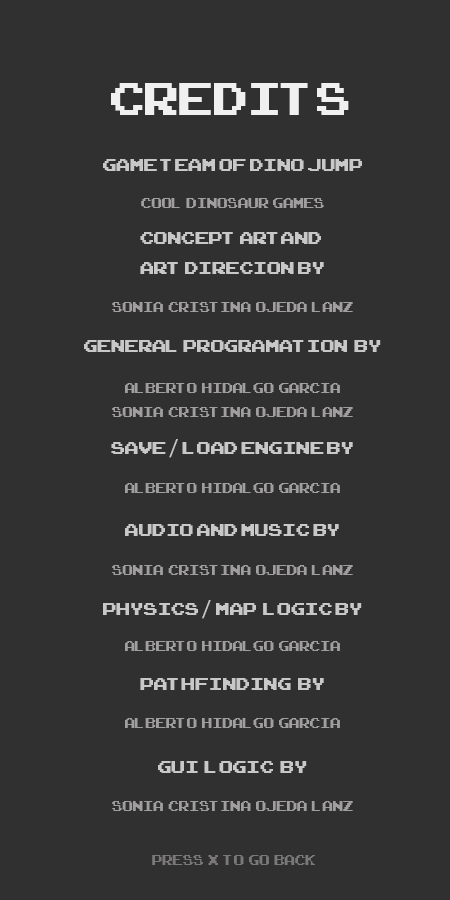 CREDITS
GAMETEAM OF DINO JUMP
COOL DINOSAUR GAMES
CONCEPT ART AND
ART DIRECION BY
SONIA CRISTINA OJEDA LANZ
GENERAL PROGRAMATION BY
ALBERTO HIDALGO GARCIA
SONIA CRISTINA OJEDA LANZ
SAVE/LOAD ENGINE BY
ALBERTO HIDALGO GARCIA
AUDIO AND MUSIC BY
SONIA CRISTINA OJEDA LANZ
PHYSICS/MAP LOGIC BY
ALBERTO HIDALGO GARCIA
PATHFINDING BY
ALBERTO HIDALGO GARCIA
GUI LOGIC BY
SONIA CRISTINA OJEDA LANZ
PRESS X TO GO BACK